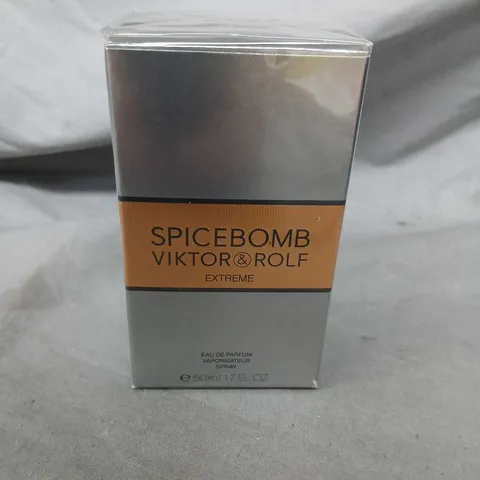 SPICEBOMB
VIKTOR&ROLF
EXTREME
EAU DE PARFUM
VAPORISATEUR
SPRAY
e 50ml 1.7 FL.OZ